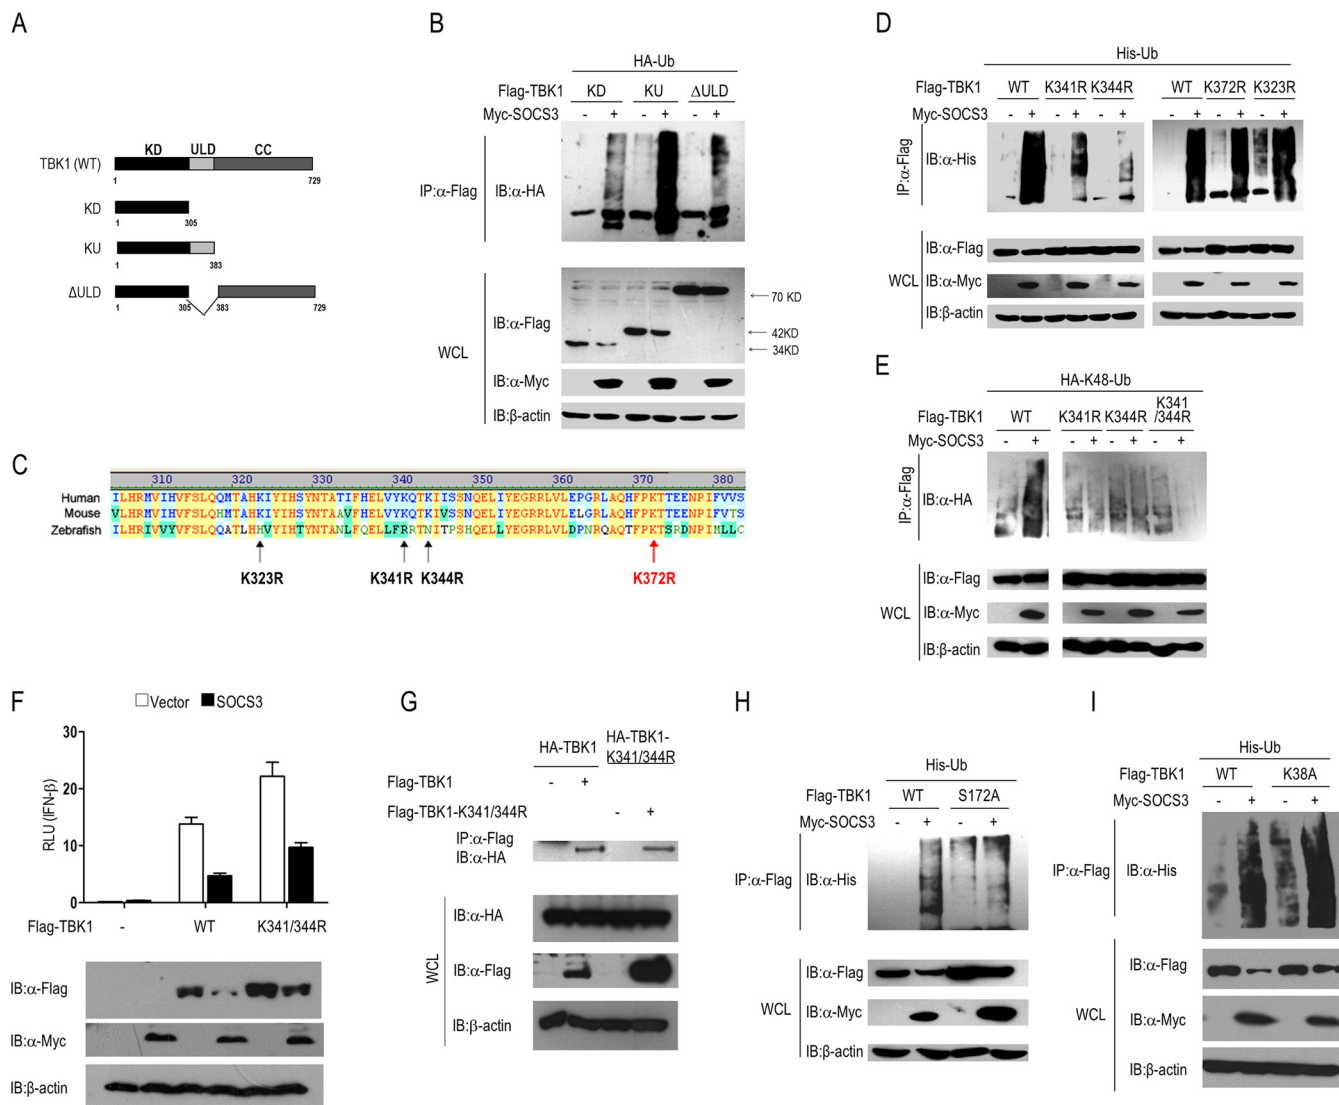 A
KD ULD CC
TBK1 (WT)
1 729
KD
1 305
KU
1 383
ΔULD
1 305 383 729
B
HA-Ub
Flag-TBK1 KD KU ΔULD
Myc-SOCS3 - + - + - +
IP:α-Flag IB:α-HA
70 KD
IB:α-Flag
42KD
34KD
WCL
IB:α-Myc
IB:β-actin
C
310 320 330 340 350 360 370 380
Human ILHRMVIHVFSLQQMTAHKIYIHSYNTATIFHELVYKQTKIISSNQELIYEGRRLVLEPGRLAQHFPKTTEENPIFVVS
Mouse VLHRMVIHVFSLQHMTAHKIYIHSYNTAAVFHELVYKQTKIVSSNQELIYEGRRLVLELGRLAQHFPKTTEENPIFVTS
Zebrafish ILHRIVVYVFSLQQATLHHVYIHTYNTANLFQELLFRRTNITPSHQELLYEGRRLVLDPNRQAQTFPKTSRDNPIMLLC
K323R K341R K344R K372R
D
His-Ub
Flag-TBK1 WT K341R K344R WT K372R K323R
Myc-SOCS3 - + - + - + - + - + - +
IP:α-Flag
IB:α-His
IB:α-Flag
WCL IB:α-Myc
IB:β-actin
E
HA-K48-Ub
Flag-TBK1 WT K341R K344R K341/344R
Myc-SOCS3 - + - + - + - +
IP:α-Flag
IB:α-HA
IB:α-Flag
WCL IB:α-Myc
IB:β-actin
F
Vector SOCS3
RLU (IFN-β)
30
20
10
0
Flag-TBK1 - WT K341/344R
IB:α-Flag
IB:α-Myc
IB:β-actin
G
HA-TBK1 HA-TBK1-K341/344R
Flag-TBK1 - +
Flag-TBK1-K341/344R - +
IP:α-Flag
IB:α-HA
IB:α-HA
WCL
IB:α-Flag
IB:β-actin
H
His-Ub
Flag-TBK1 WT S172A
Myc-SOCS3 - + - +
IP:α-Flag IB:α-His
IB:α-Flag
WCL IB:α-Myc
IB:β-actin
I
His-Ub
Flag-TBK1 WT K38A
Myc-SOCS3 - + - +
IP:α-Flag IB:α-His
IB:α-Flag
WCL IB:α-Myc
IB:β-actin